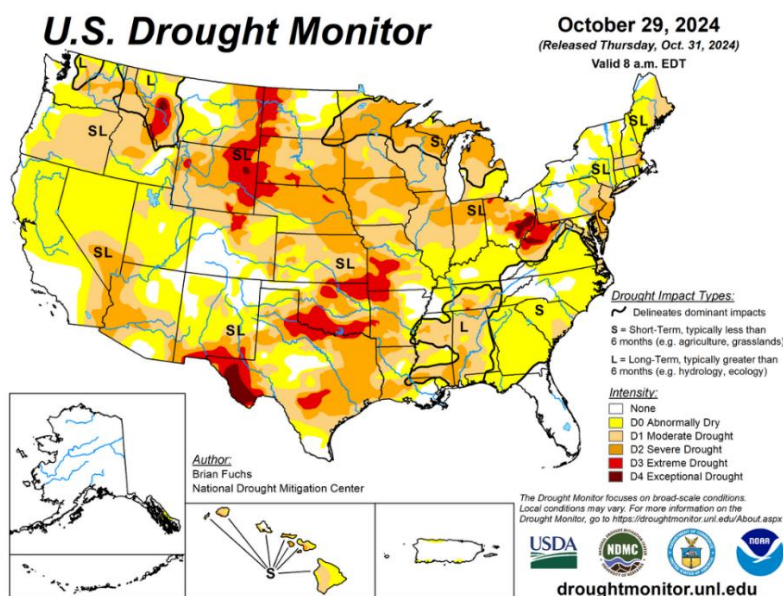 U.S. Drought Monitor
October 29, 2024
(Released Thursday, Oct. 31, 2024)
Valid 8 a.m. EDT
L
L
SL
SL
S
SL
SL
SL
SL
SL
SL
L
S
Drought Impact Types:
Delineates dominant impacts
S = Short-Term, typically less than
6 months (e.g. agriculture, grasslands)
L = Long-Term, typically greater than
6 months (e.g. hydrology, ecology)
Intensity:
None
D0 Abnormally Dry
D1 Moderate Drought
D2 Severe Drought
D3 Extreme Drought
D4 Exceptional Drought
Author:
Brian Fuchs
National Drought Mitigation Center
S
The Drought Monitor focuses on broad-scale conditions.
Local conditions may vary. For more information on the
Drought Monitor, go to https://droughtmonitor.unl.edu/About.aspx
USDA
NDMC
NOAA
droughtmonitor.unl.edu